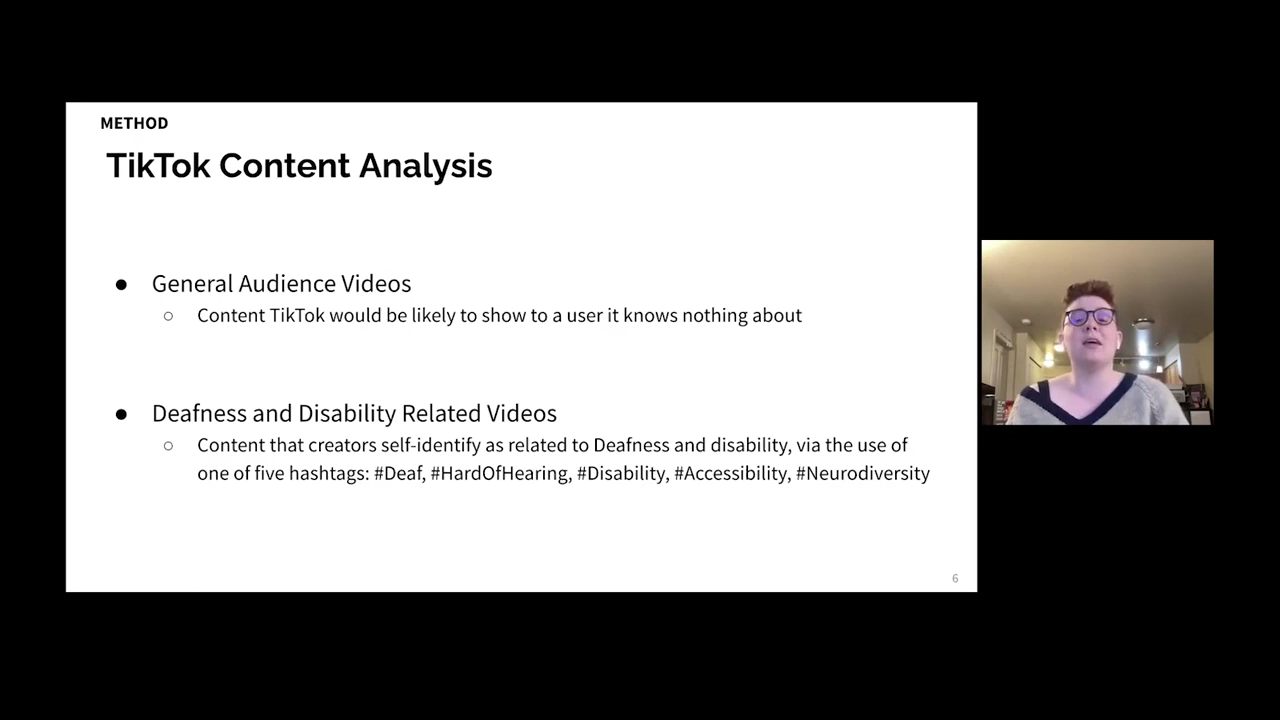 METHOD
TikTok Content Analysis
● General Audience Videos
○ Content TikTok would be likely to show to a user it knows nothing about
● Deafness and Disability Related Videos
○ Content that creators self-identify as related to Deafness and disability, via the use of
one of five hashtags: #Deaf, #HardOfHearing, #Disability, #Accessibility, #Neurodiversity
6